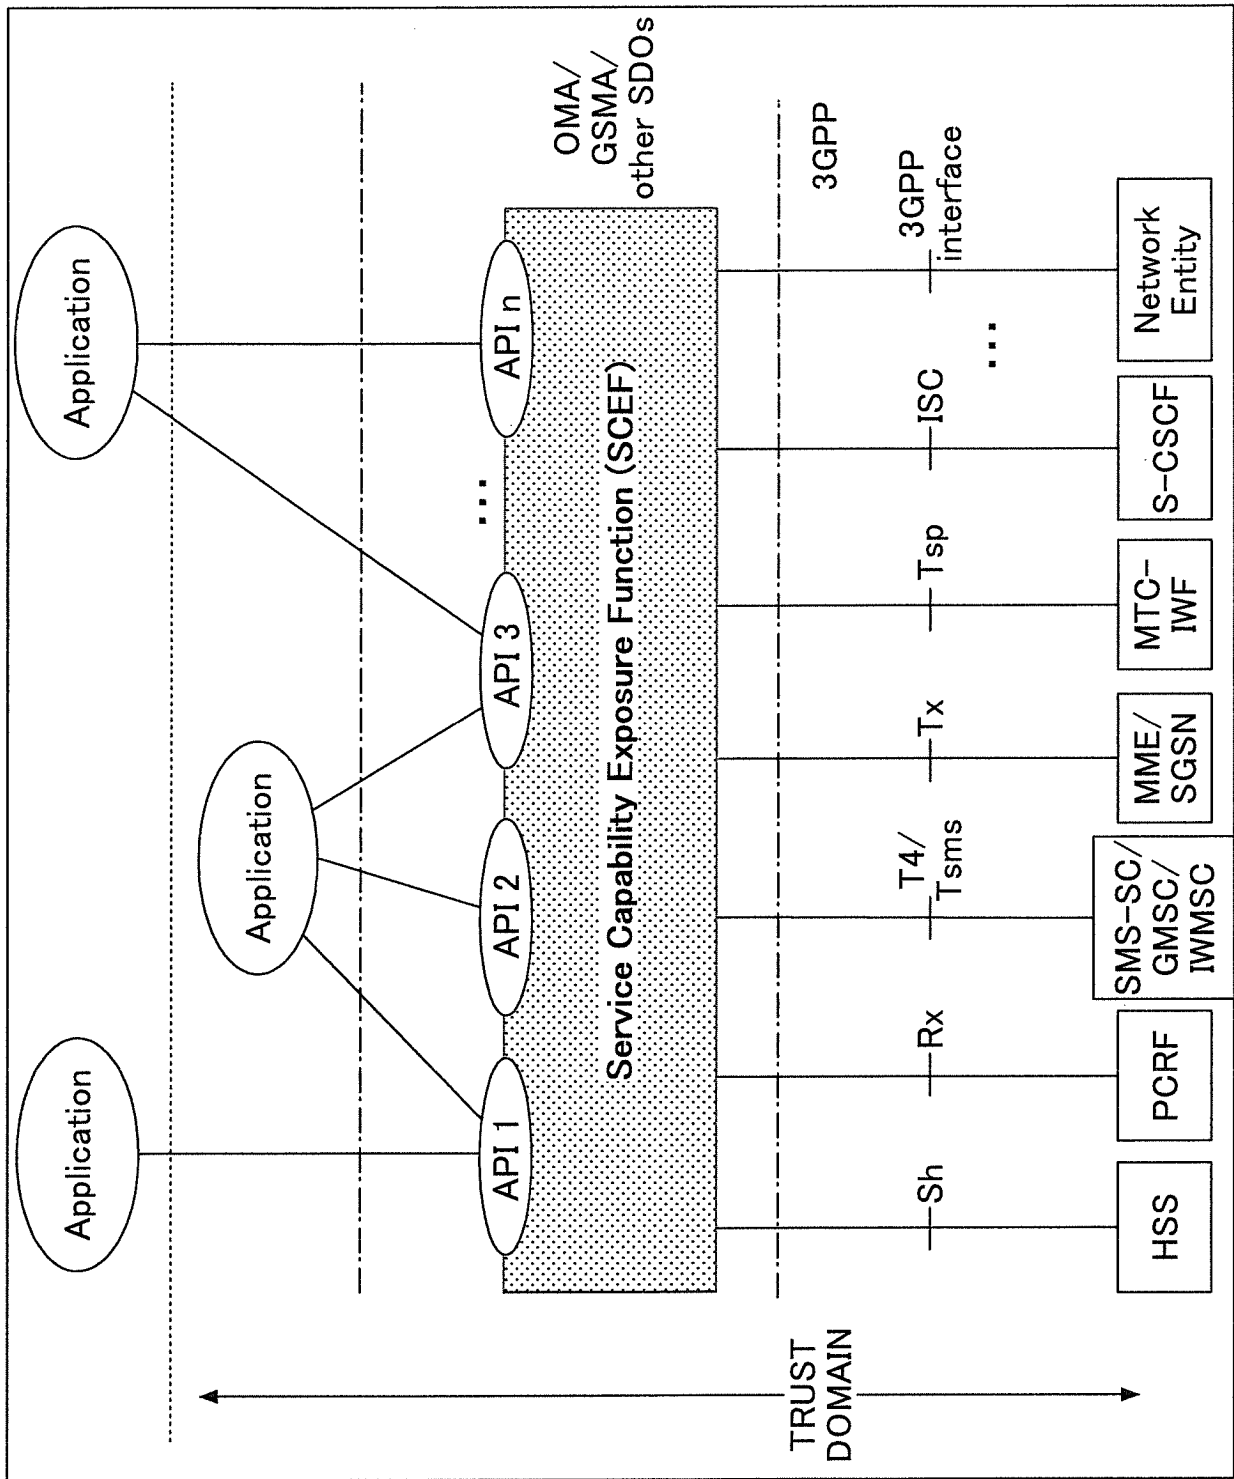 Application
Application
Application
API 1
API 2
API 3
...
API n
OMA/
GSMA/
other SDOs
Service Capability Exposure Function (SCEF)
TRUST
DOMAIN
3GPP
Sh
Rx
T4/
Tsms
Tx
Tsp
ISC
3GPP
interface
...
HSS
PCRF
SMS-SC/
GMSC/
IWMSC
MME/
SGSN
MTC-
IWF
S-CSCF
Network
Entity